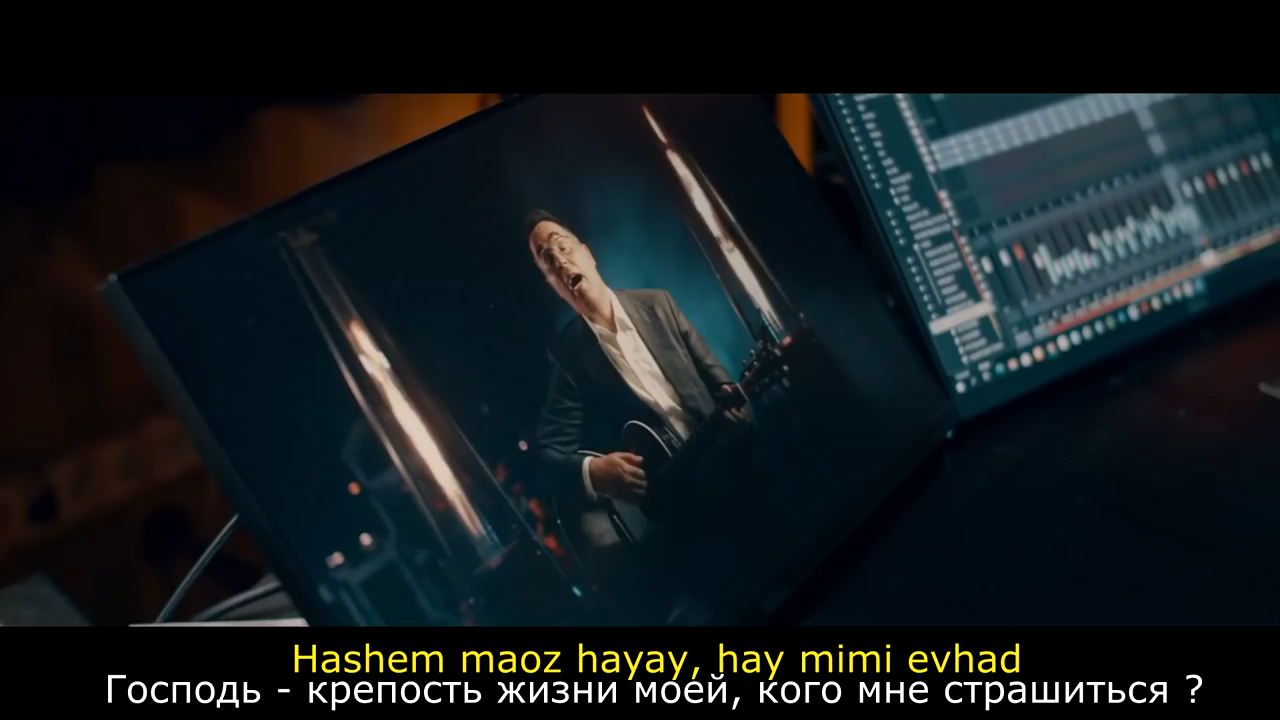 Hashem maoz hayay, hay mimi evhad
Господь - крепость жизни моей, кого мне страшиться ?